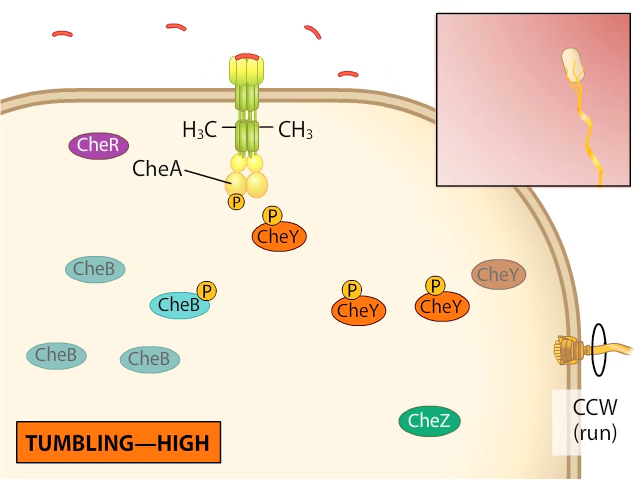 H₃C CH₃
CheR
CheA
P
P
CheY
CheB
CheY
P
CheB
P
CheY
P
CheY
CheB
CheB
CheZ
CCW
(run)
TUMBLING—HIGH